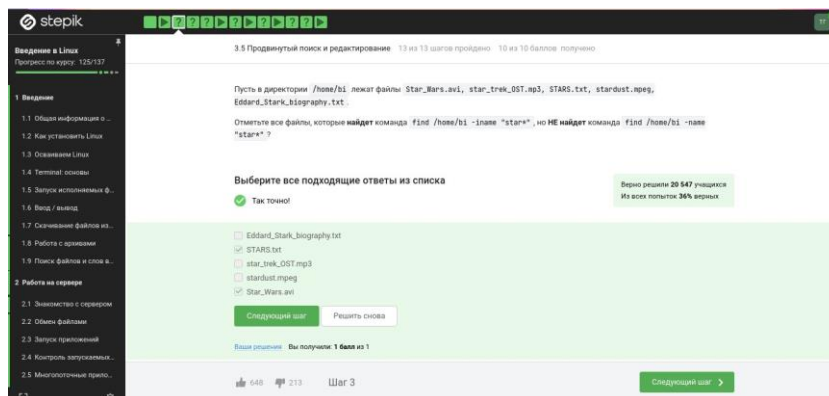 stepik
Введение в Linux
Прогресс по курсу: 125/137
1 Введение
1.1 Общая информация о ...
1.2 Как установить Linux
1.3 Осваиваем Linux
1.4 Terminal: основы
1.5 Запуск исполняемых ф...
1.6 Ввод / вывод
1.7 Скачивание файлов из...
1.8 Работа с архивами
1.9 Поиск файлов и слов в...
2 Работа на сервере
2.1 Знакомство с сервером
2.2 Обмен файлами
2.3 Запуск приложений
2.4 Контроль запускаемых...
2.5 Многопоточные прило...
3.5 Продвинутый поиск и редактирование 13 из 13 шагов пройдено 10 из 10 баллов получено
Пусть в директории /home/bi лежат файлы Star_Wars.avi, star_trek_OST.mp3, STARS.txt, stardust.mpeg,
Eddard_Stark_biography.txt.
Отметьте все файлы, которые найдет команда find /home/bi -iname "star*", но НЕ найдет команда find /home/bi -name
"star*" ?
Выберите все подходящие ответы из списка
Так точно!
Верно решили 20 547 учащихся
Из всех попыток 36% верных
Eddard_Stark_biography.txt
STARS.txt
star_trek_OST.mp3
stardust.mpeg
Star_Wars.avi
Следующий шаг
Решить снова
Ваши решения Вы получили: 1 балл из 1
648 213 Шаг 3
Следующий шаг